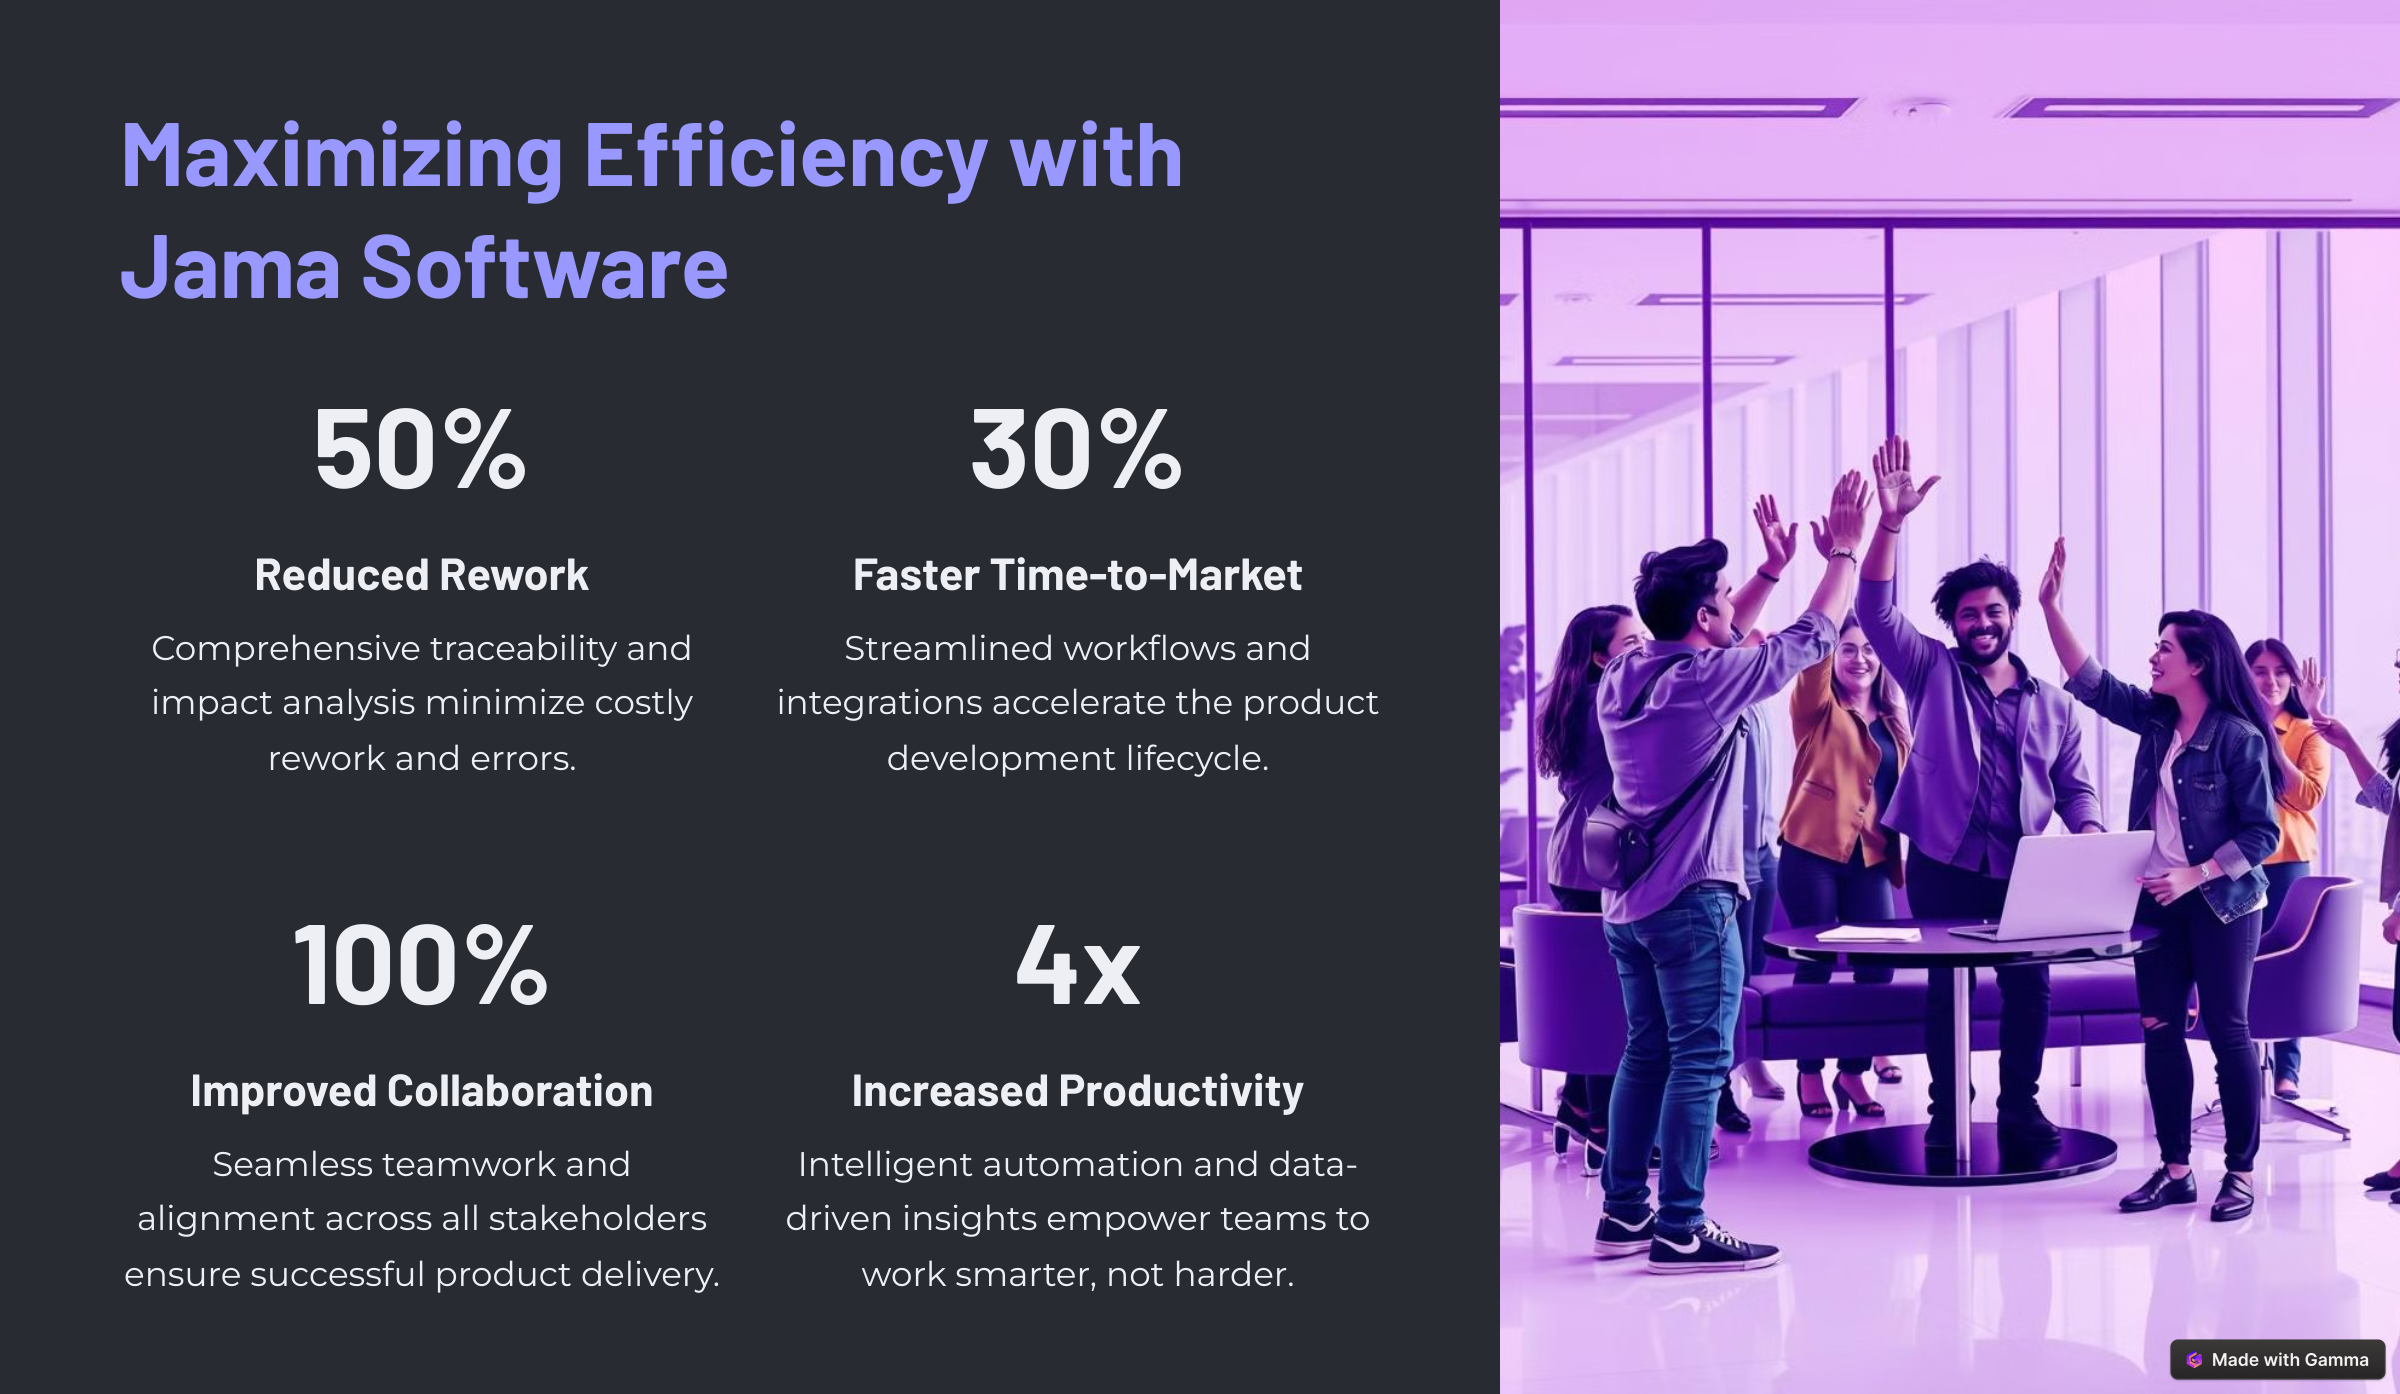 Maximizing Efficiency with
Jama Software
50%
Reduced Rework
Comprehensive traceability and
impact analysis minimize costly
rework and errors.
30%
Faster Time-to-Market
Streamlined workflows and
integrations accelerate the product
development lifecycle.
100%
Improved Collaboration
Seamless teamwork and
alignment across all stakeholders
ensure successful product delivery.
4x
Increased Productivity
Intelligent automation and data-
driven insights empower teams to
work smarter, not harder.
Made with Gamma